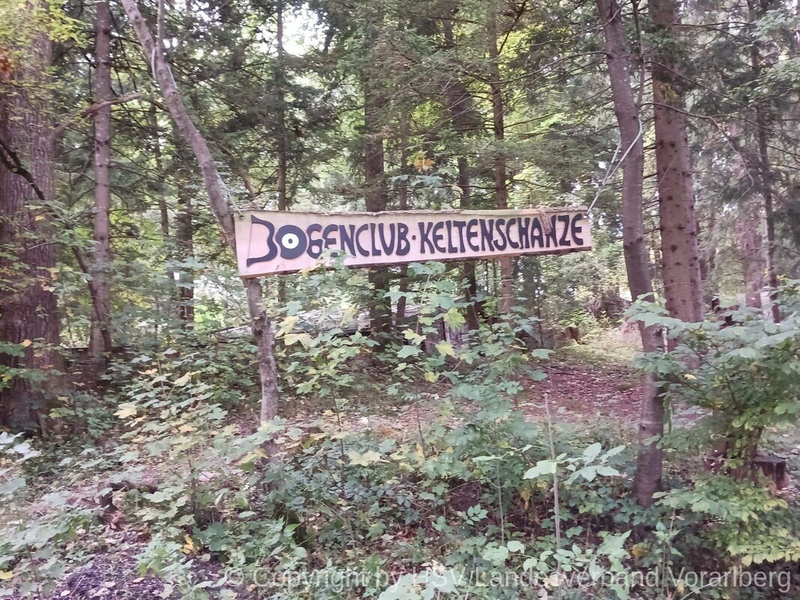 BOGENCLUB·KELTENSCHANZE
© Copyright by HSV/Landesverband Vorarlberg